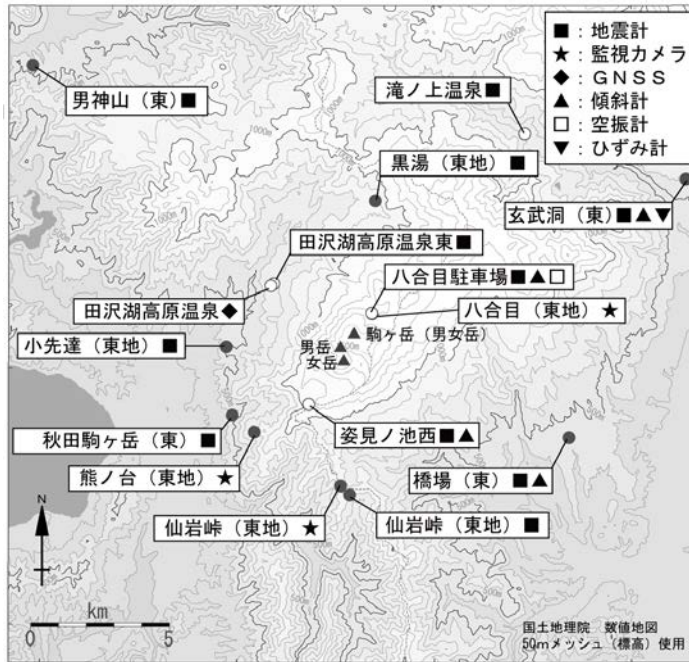 ■：地震計
★：監視カメラ
◆：ＧＮＳＳ
▲：傾斜計
□：空振計
▼：ひずみ計
男神山（東）■
滝ノ上温泉■
1000m
黒湯（東地）■
玄武洞（東）■▲▼
田沢湖高原温泉東■
八合目駐車場■▲□
田沢湖高原温泉◆
八合目（東地）★
駒ヶ岳（男女岳）
小先達（東地）■
男岳
女岳
秋田駒ヶ岳（東）■
姿見ノ池西■▲
熊ノ台（東地）★
橋場（東）■▲
仙岩峠（東地）★
仙岩峠（東地）■
N
km
0 5
国土地理院　数値地図
50mメッシュ（標高）使用